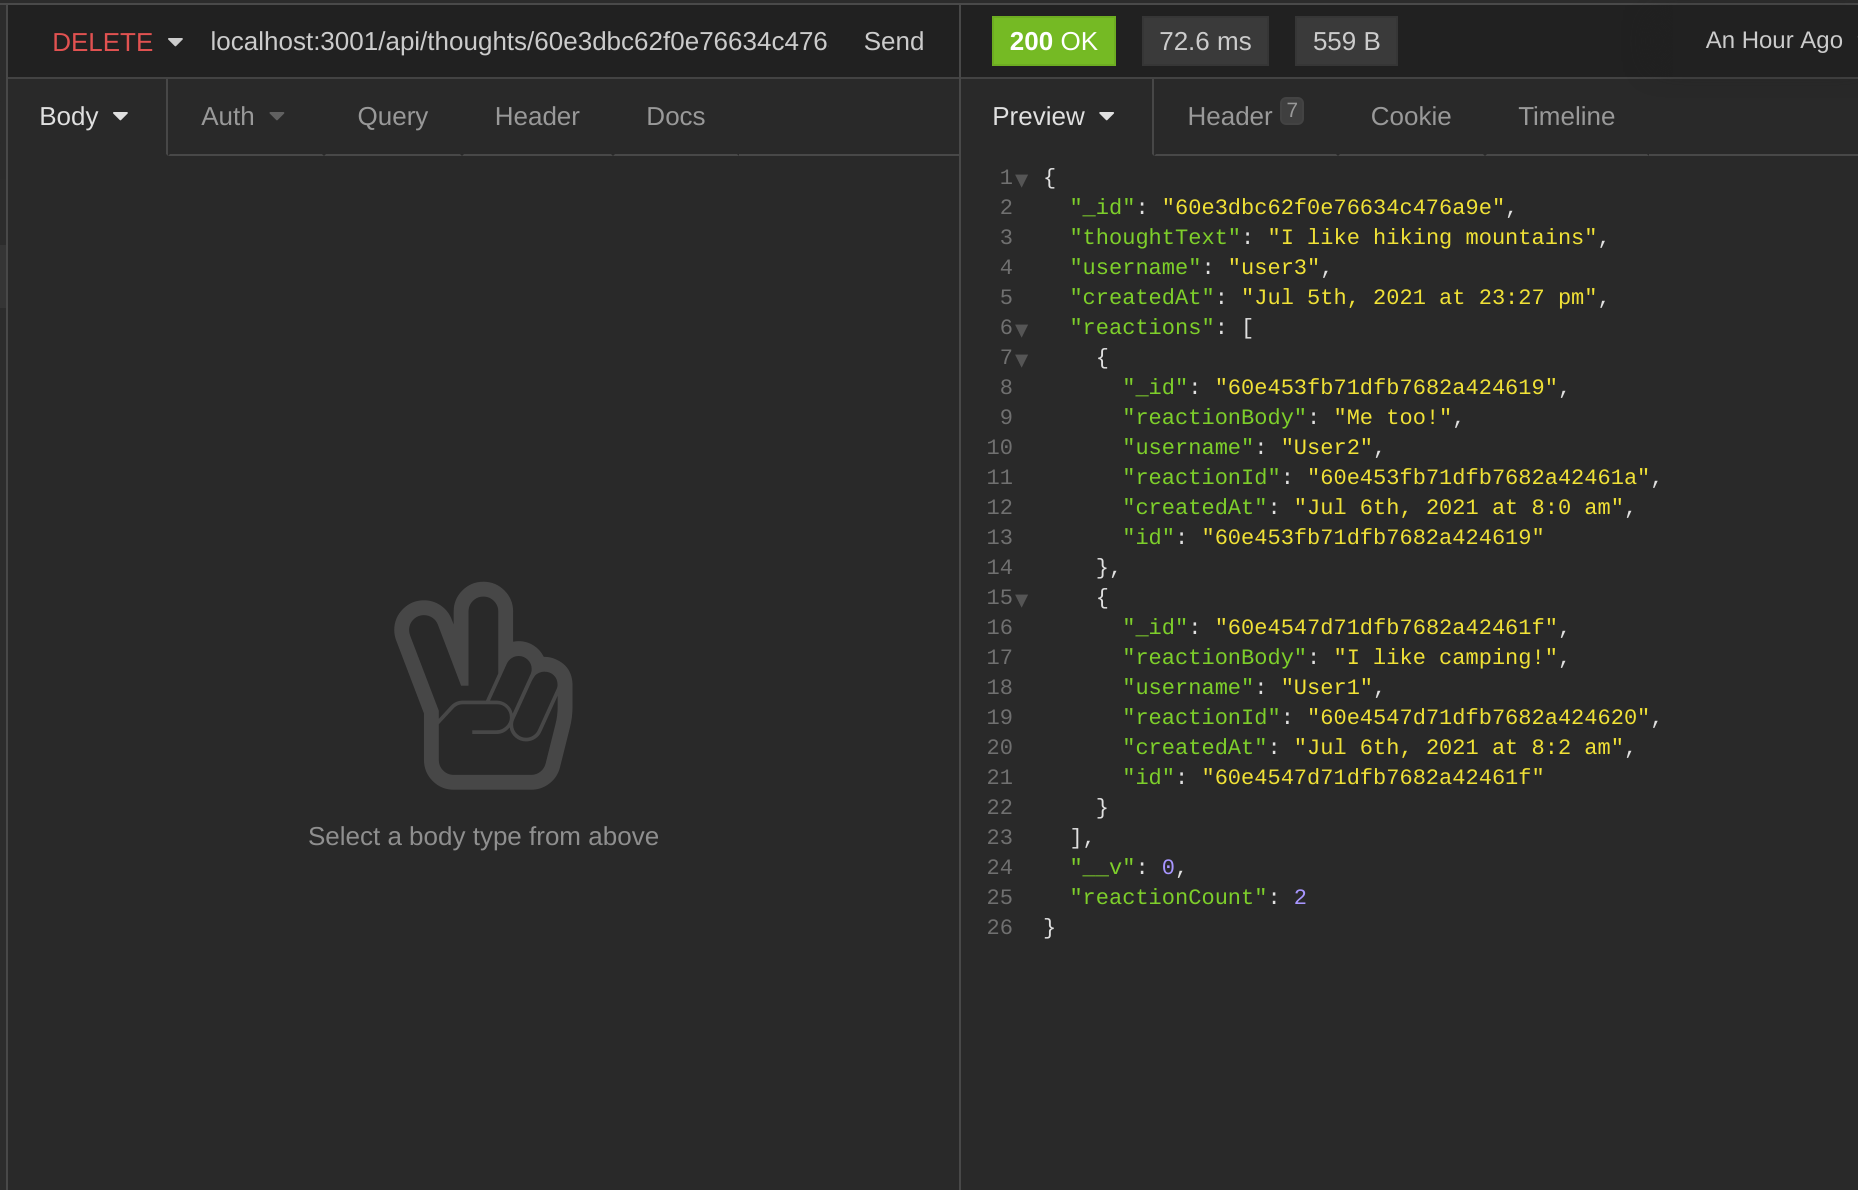 DELETE localhost:3001/api/thoughts/60e3dbc62f0e76634c476 Send
200 OK 72.6 ms 559 B An Hour Ago
Body Auth Query Header Docs
Preview Header 7 Cookie Timeline
Select a body type from above
1 {
2 "_id": "60e3dbc62f0e76634c476a9e",
3 "thoughtText": "I like hiking mountains",
4 "username": "user3",
5 "createdAt": "Jul 5th, 2021 at 23:27 pm",
6 "reactions": [
7 {
8 "_id": "60e453fb71dfb7682a424619",
9 "reactionBody": "Me too!",
10 "username": "User2",
11 "reactionId": "60e453fb71dfb7682a42461a",
12 "createdAt": "Jul 6th, 2021 at 8:0 am",
13 "id": "60e453fb71dfb7682a424619"
14 },
15 {
16 "_id": "60e4547d71dfb7682a42461f",
17 "reactionBody": "I like camping!",
18 "username": "User1",
19 "reactionId": "60e4547d71dfb7682a424620",
20 "createdAt": "Jul 6th, 2021 at 8:2 am",
21 "id": "60e4547d71dfb7682a42461f"
22 }
23 ],
24 "__v": 0,
25 "reactionCount": 2
26 }